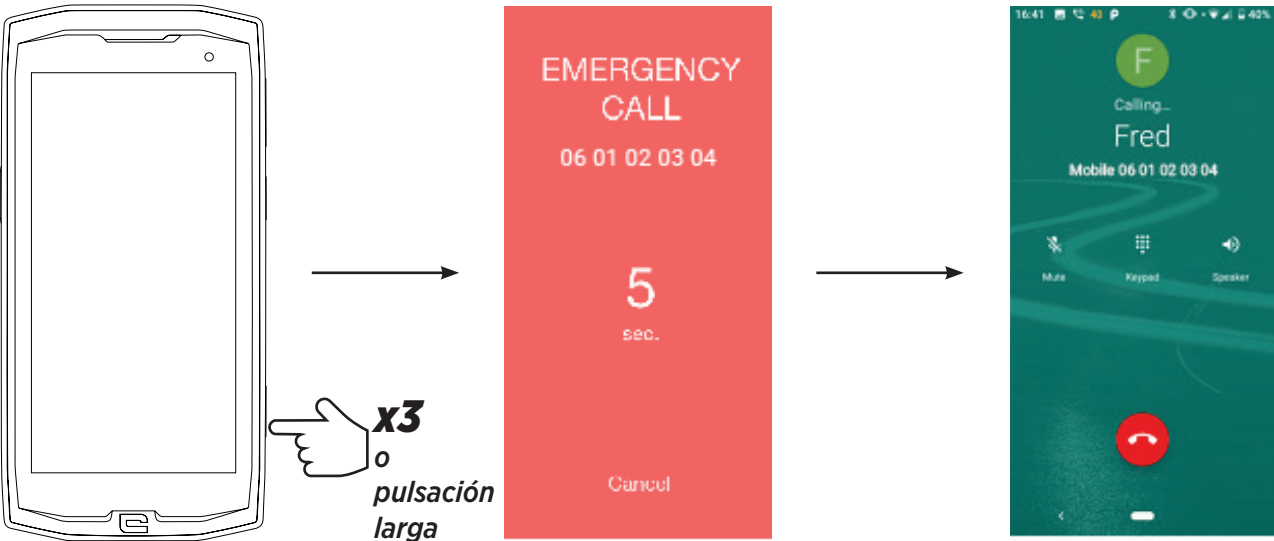 x3
o
pulsación
larga
EMERGENCY
CALL
06 01 02 03 04
5
sec.
Cancel
16:41 40 P 40%
F
Calling...
Fred
Mobile 06 01 02 03 04
Mute Keypad Speaker